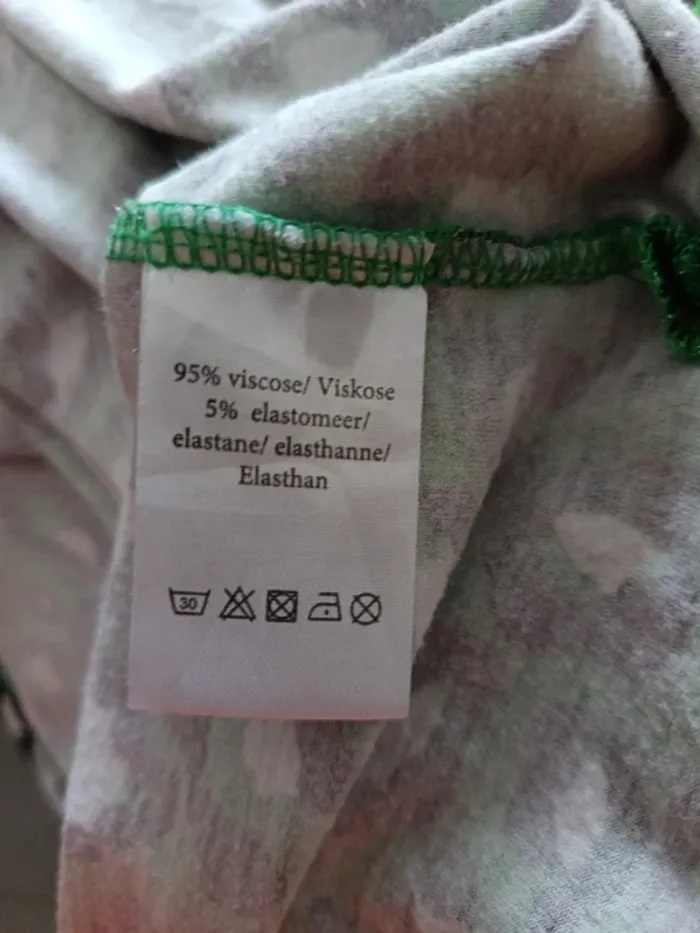 95% viscose/ Viskose
5% elastomeer/
elastane/ elasthanne/
Elasthan
30